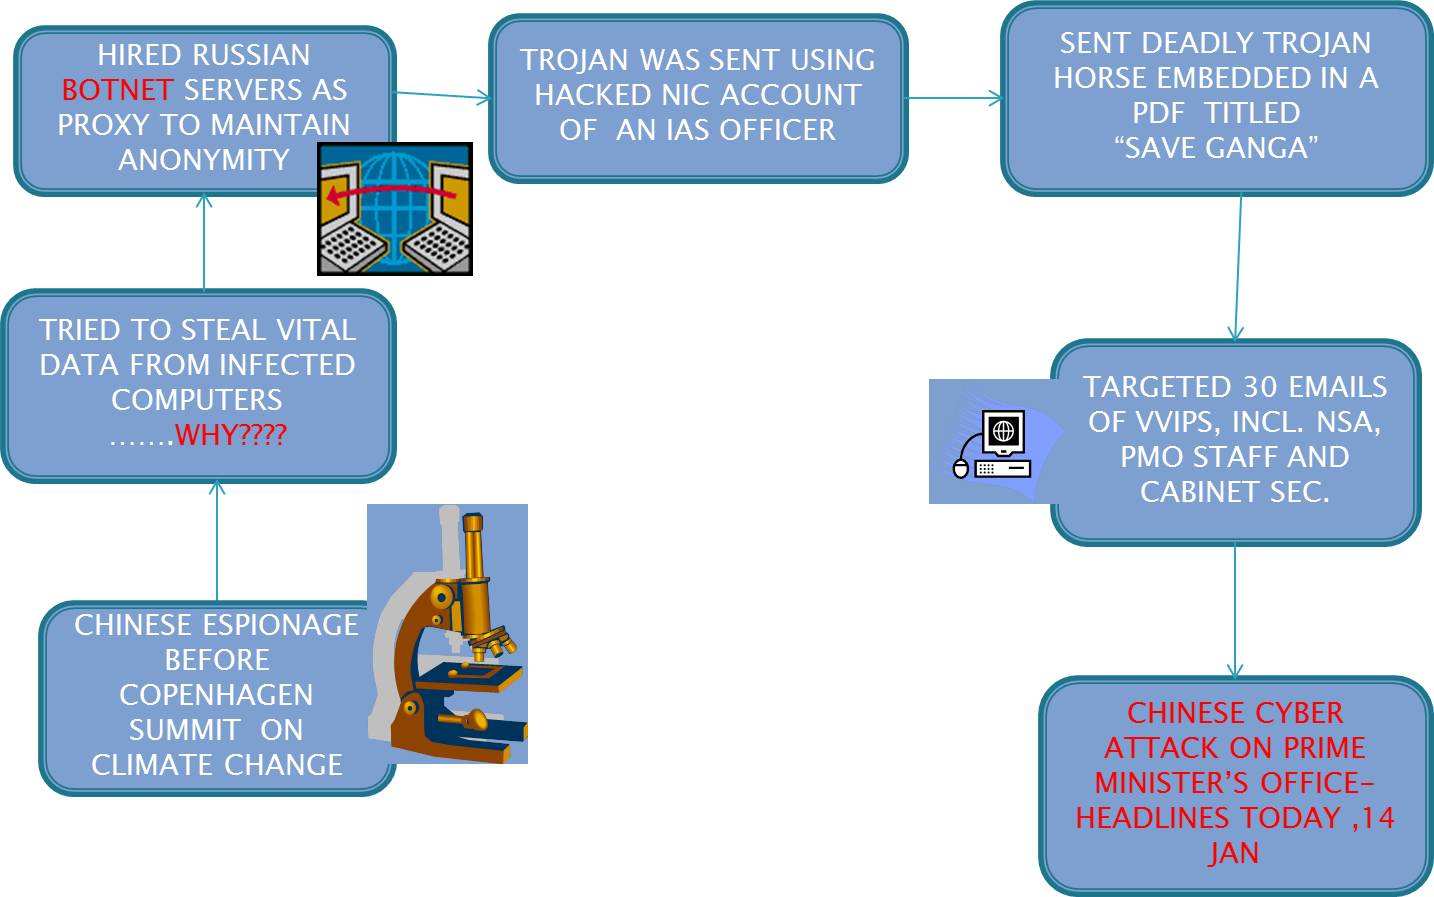 HIRED RUSSIAN
BOTNET SERVERS AS
PROXY TO MAINTAIN
ANONYMITY
TROJAN WAS SENT USING
HACKED NIC ACCOUNT
OF AN IAS OFFICER
SENT DEADLY TROJAN
HORSE EMBEDDED IN A
PDF TITLED
“SAVE GANGA”
TRIED TO STEAL VITAL
DATA FROM INFECTED
COMPUTERS
…….WHY????
TARGETED 30 EMAILS
OF VVIPS, INCL. NSA,
PMO STAFF AND
CABINET SEC.
CHINESE ESPIONAGE
BEFORE
COPENHAGEN
SUMMIT ON
CLIMATE CHANGE
CHINESE CYBER
ATTACK ON PRIME
MINISTER’S OFFICE-
HEADLINES TODAY ,14
JAN